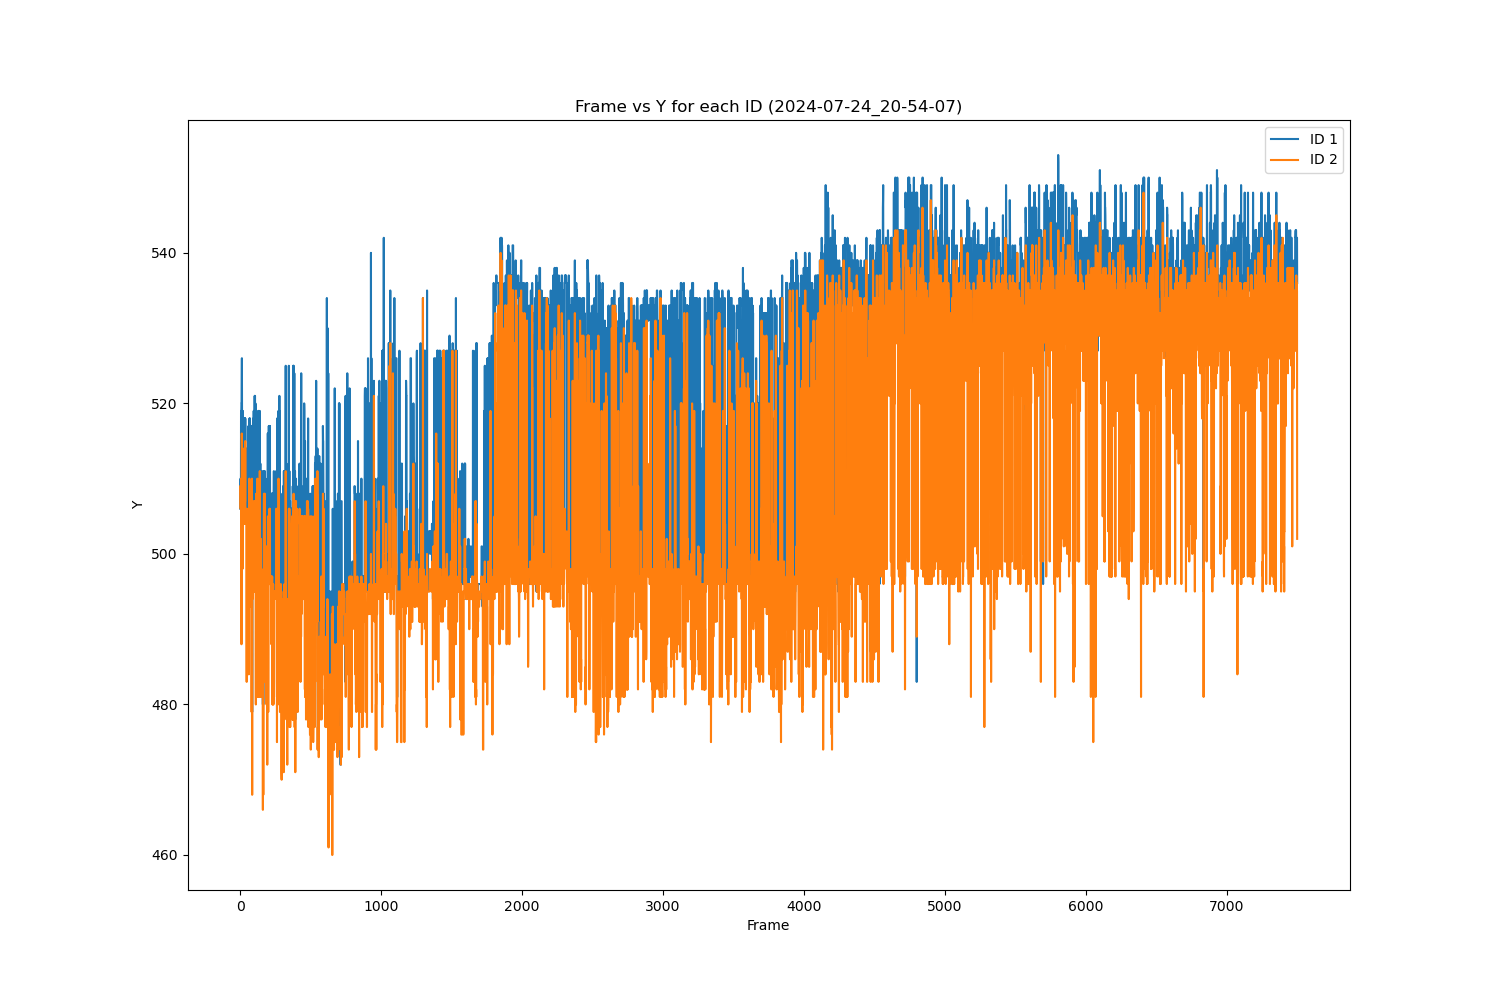 Frame vs Y for each ID (2024-07-24_20-54-07)
ID 1
ID 2
540
520
500
480
460
Y
0 1000 2000 3000 4000 5000 6000 7000
Frame